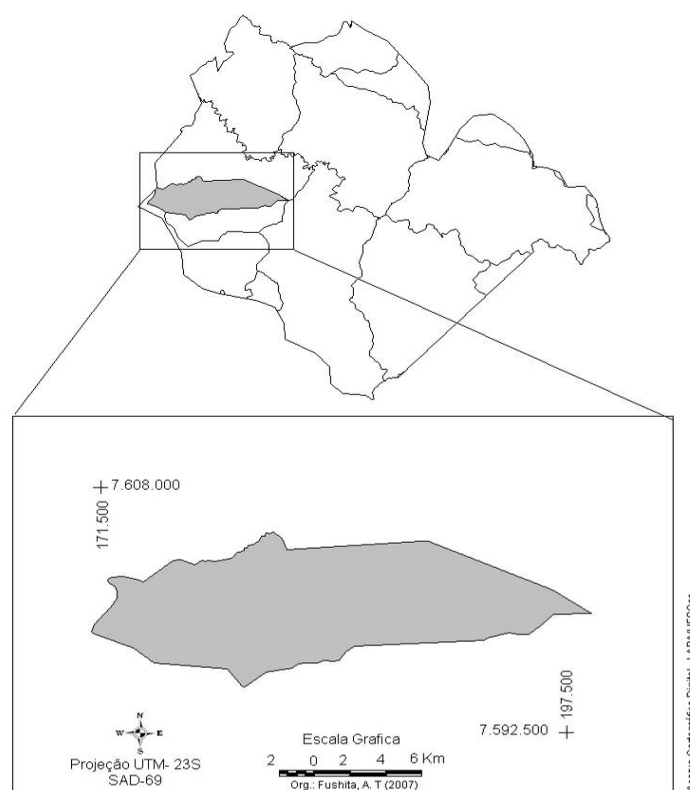 7.608.000
171.500
197.500
7.592.500
N
W E
S
Projeção UTM- 23S
SAD-69
Escala Grafica
2 0 2 4 6 Km
Org.: Fushita, A. T (2007)